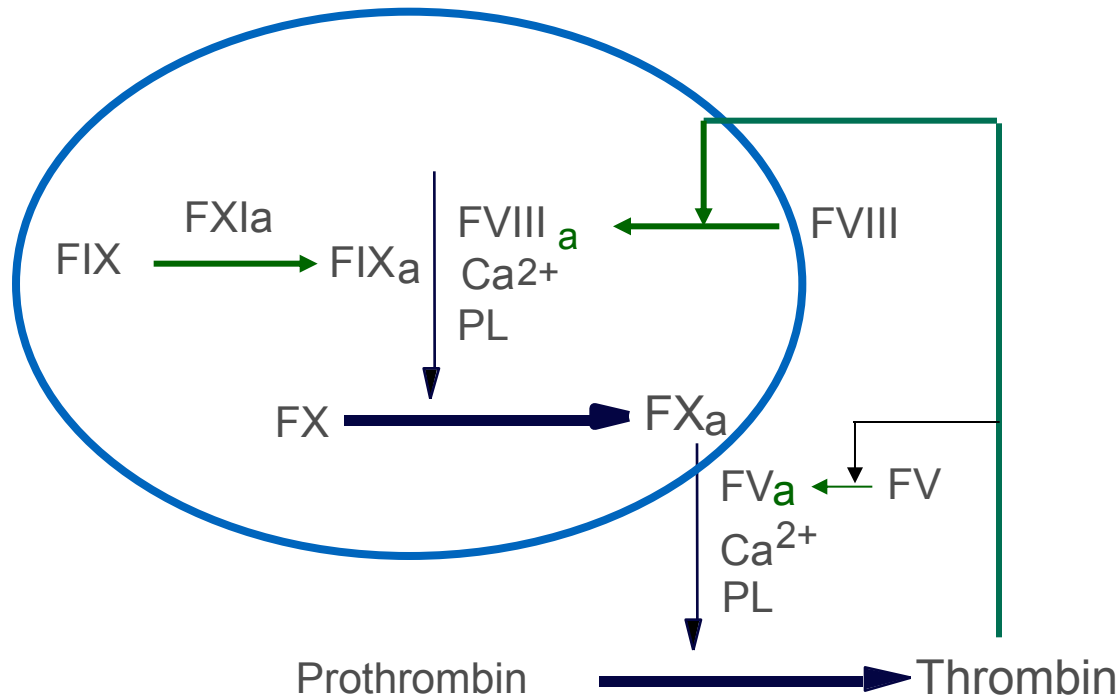 FXIa
FIX
FIXa
FVIII a
Ca2+
PL
FVIII
FX
FXa
FVa
FV
Ca2+
PL
Prothrombin
Thrombin